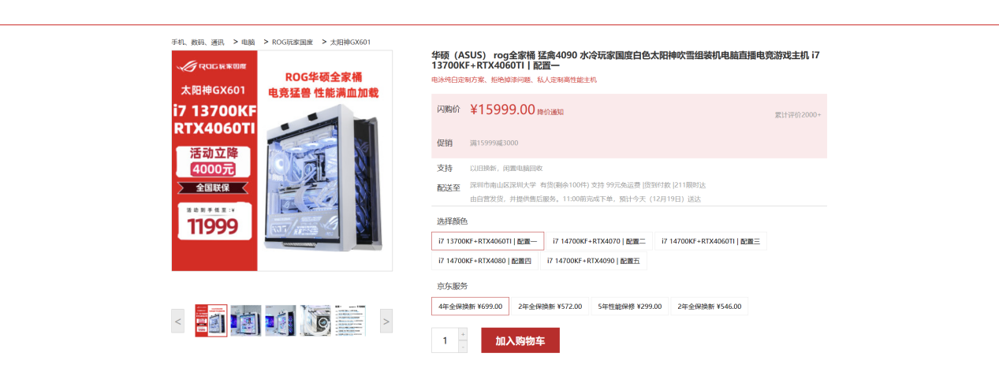 手机、数码、通讯 > 电脑 > ROG玩家国度 > 太阳神GX601
ROG 玩家国度
太阳神GX601
i7 13700KF
RTX4060TI
活动立降
4000元
全国联保
活动到手低至:¥
11999
ROG华硕全家桶
电竞猛兽 性能满血加载
<
>
华硕（ASUS） rog全家桶 猛禽4090 水冷玩家国度白色太阳神吹雪组装机电脑直播电竞游戏主机 i7
13700KF+RTX4060TI | 配置一
电泳纯白定制方案、拒绝掉漆问题、私人定制高性能主机
闪购价 ¥15999.00 降价通知
累计评价2000+
促销 满15999减3000
支持 以旧换新，闲置电脑回收
配送至 深圳市南山区深圳大学 有货(剩余100件) 支持 99元免运费 |货到付款 |211限时达
由自营发货，并提供售后服务。11:00前完成下单，预计今天（12月19日）送达
选择颜色
i7 13700KF+RTX4060TI | 配置一 i7 14700KF+RTX4070 | 配置二 i7 14700KF+RTX4060TI | 配置三
i7 14700KF+RTX4080 | 配置四 i7 14700KF+RTX4090 | 配置五
京东服务
4年全保换新 ¥699.00 2年全保换新 ¥572.00 5年性能保修 ¥299.00 2年全保换新 ¥546.00
1 + -
加入购物车